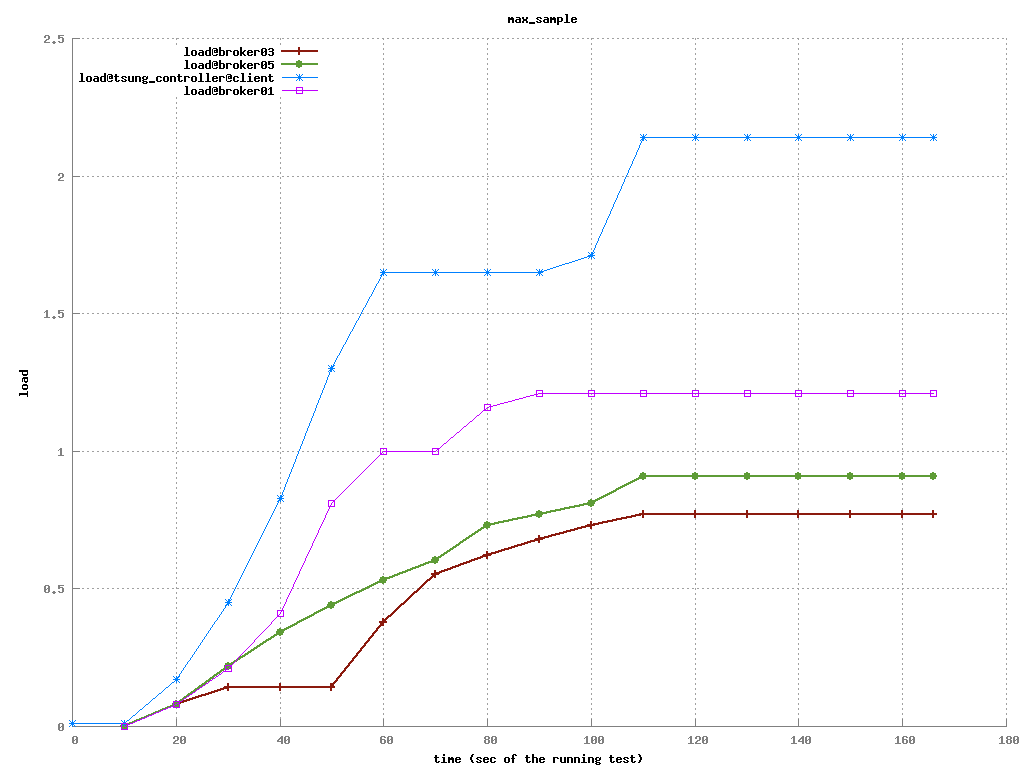 max_sample
2.5
load@broker03
load@broker05
load@tsung_controller@client
load@broker01
2
1.5
load
1
0.5
0
0 20 40 60 80 100 120 140 160 180
time (sec of the running test)